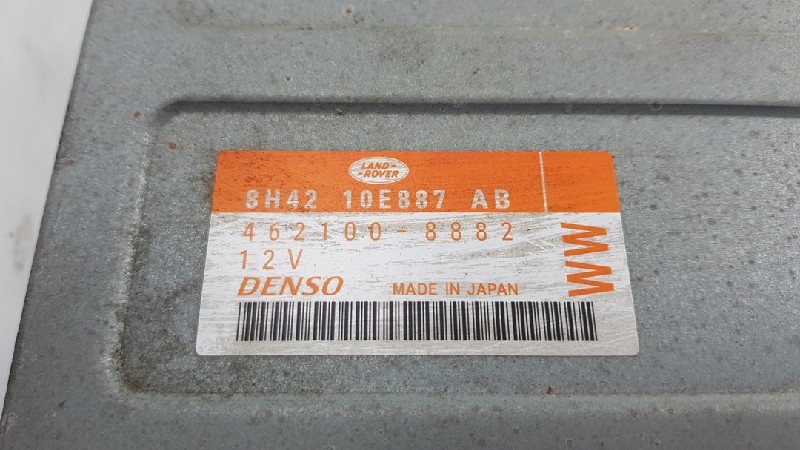 LAND-
-ROVER
8H42 10E887 AB
462100-8882
12V
DENSO MADE IN JAPAN
WW